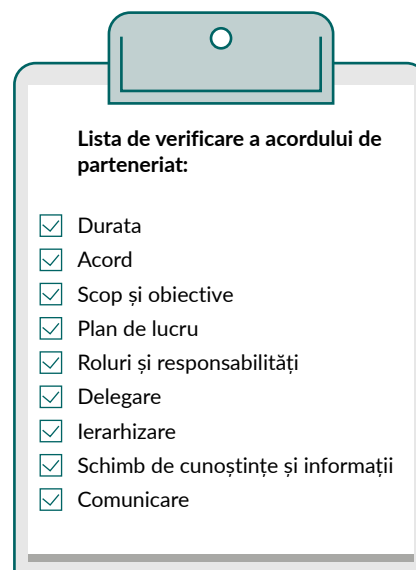 Lista de verificare a acordului de
parteneriat:
Durata
Acord
Scop și obiective
Plan de lucru
Roluri și responsabilități
Delegare
Ierarhizare
Schimb de cunoștințe și informații
Comunicare